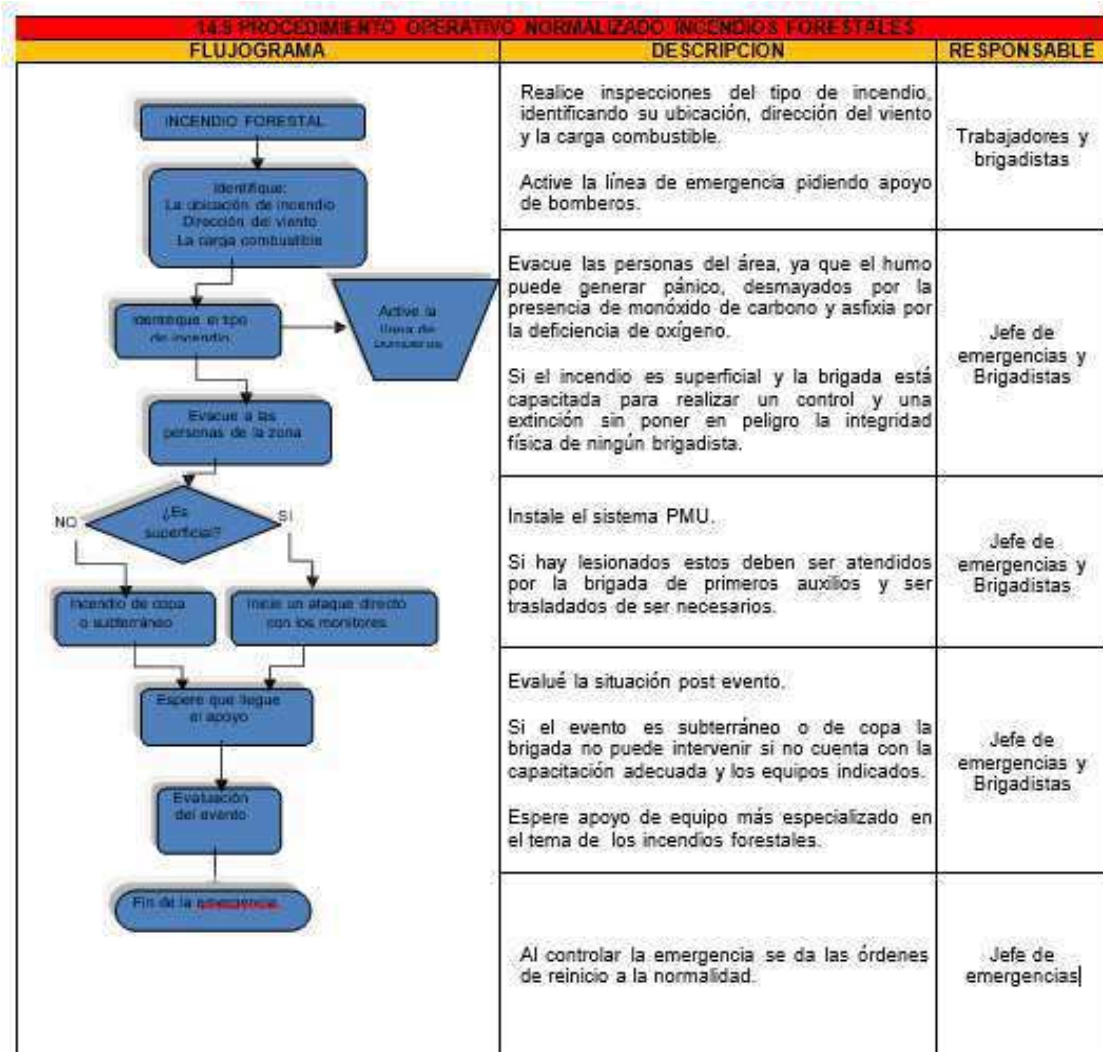 14.5 PROCEDIMIENTO OPERATIVO NORMALIZADO INCENDIOS FORESTALES
FLUJOGRAMA
DESCRIPCION
RESPONSABLE
INCENDIO FORESTAL
Identifique:
La ubicación de incendio
Dirección del viento
La carga combustible
Identifique el tipo
de incendio
Active la
línea de
bomberos
Evacue a las
personas de la zona
¿Es
superficial?
NO
SI
Incendio de copa
o subterráneo
Inicie un ataque directo
con los monitores
Espere que llegue
el apoyo
Evaluación
del evento
Fin de la emergencia
Realice inspecciones del tipo de incendio,
identificando su ubicación, dirección del viento
y la carga combustible.
Active la línea de emergencia pidiendo apoyo
de bomberos.
Trabajadores y
brigadistas
Evacue las personas del área, ya que el humo
puede generar pánico, desmayados por la
presencia de monóxido de carbono y asfixia por
la deficiencia de oxígeno.
Si el incendio es superficial y la brigada está
capacitada para realizar un control y una
extinción sin poner en peligro la integridad
física de ningún brigadista.
Jefe de
emergencias y
Brigadistas
Instale el sistema PMU.
Si hay lesionados estos deben ser atendidos
por la brigada de primeros auxilios y ser
trasladados de ser necesarios.
Jefe de
emergencias y
Brigadistas
Evalué la situación post evento.
Si el evento es subterráneo o de copa la
brigada no puede intervenir si no cuenta con la
capacitación adecuada y los equipos indicados.
Espere apoyo de equipo más especializado en
el tema de los incendios forestales.
Jefe de
emergencias y
Brigadistas
Al controlar la emergencia se da las órdenes
de reinicio a la normalidad.
Jefe de
emergencias